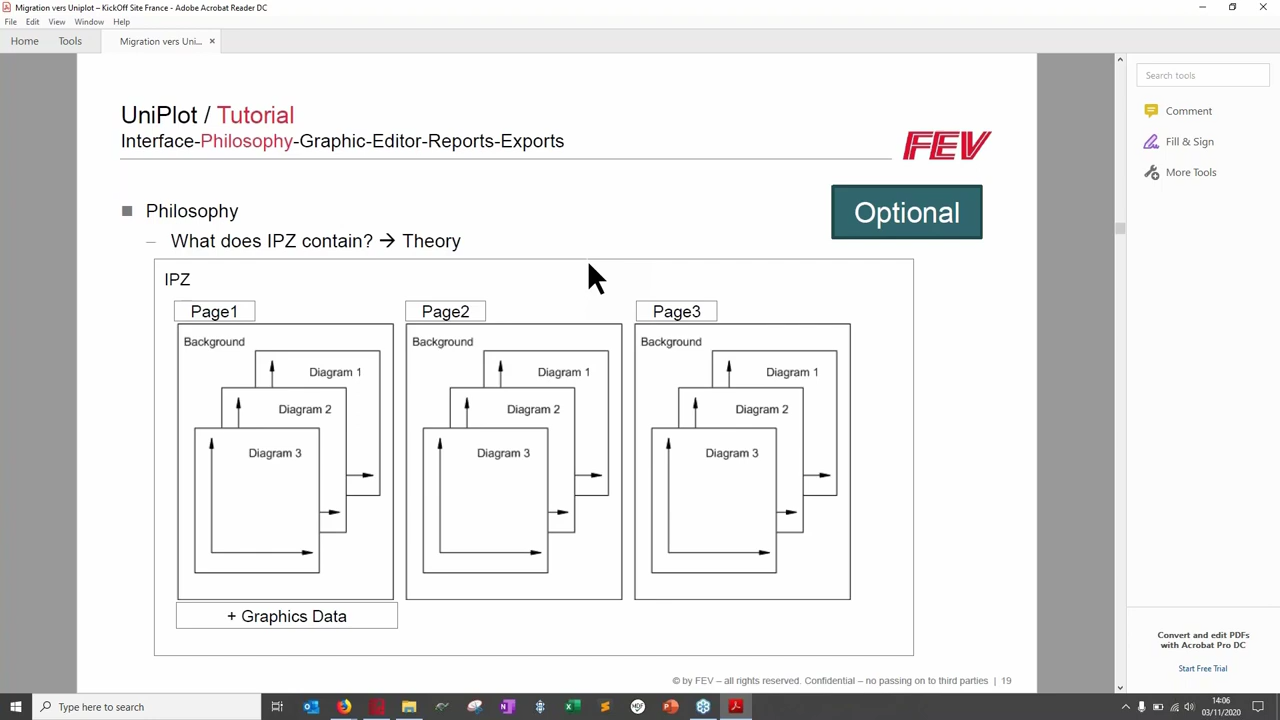 Migration vers Uniplot – KickOff Site France - Adobe Acrobat Reader DC
File Edit View Window Help
Home Tools Migration vers Uni... ×
Search tools
Comment
Fill & Sign
More Tools
UniPlot / Tutorial
Interface-Philosophy-Graphic-Editor-Reports-Exports
FEV
Optional
Philosophy
– What does IPZ contain? → Theory
IPZ
Page1 Page2 Page3
Background Background Background
Diagram 1 Diagram 1 Diagram 1
Diagram 2 Diagram 2 Diagram 2
Diagram 3 Diagram 3 Diagram 3
+ Graphics Data
© by FEV – all rights reserved. Confidential – no passing on to third parties | 19
Convert and edit PDFs
with Acrobat Pro DC
Start Free Trial
Type here to search
14:06
03/11/2020